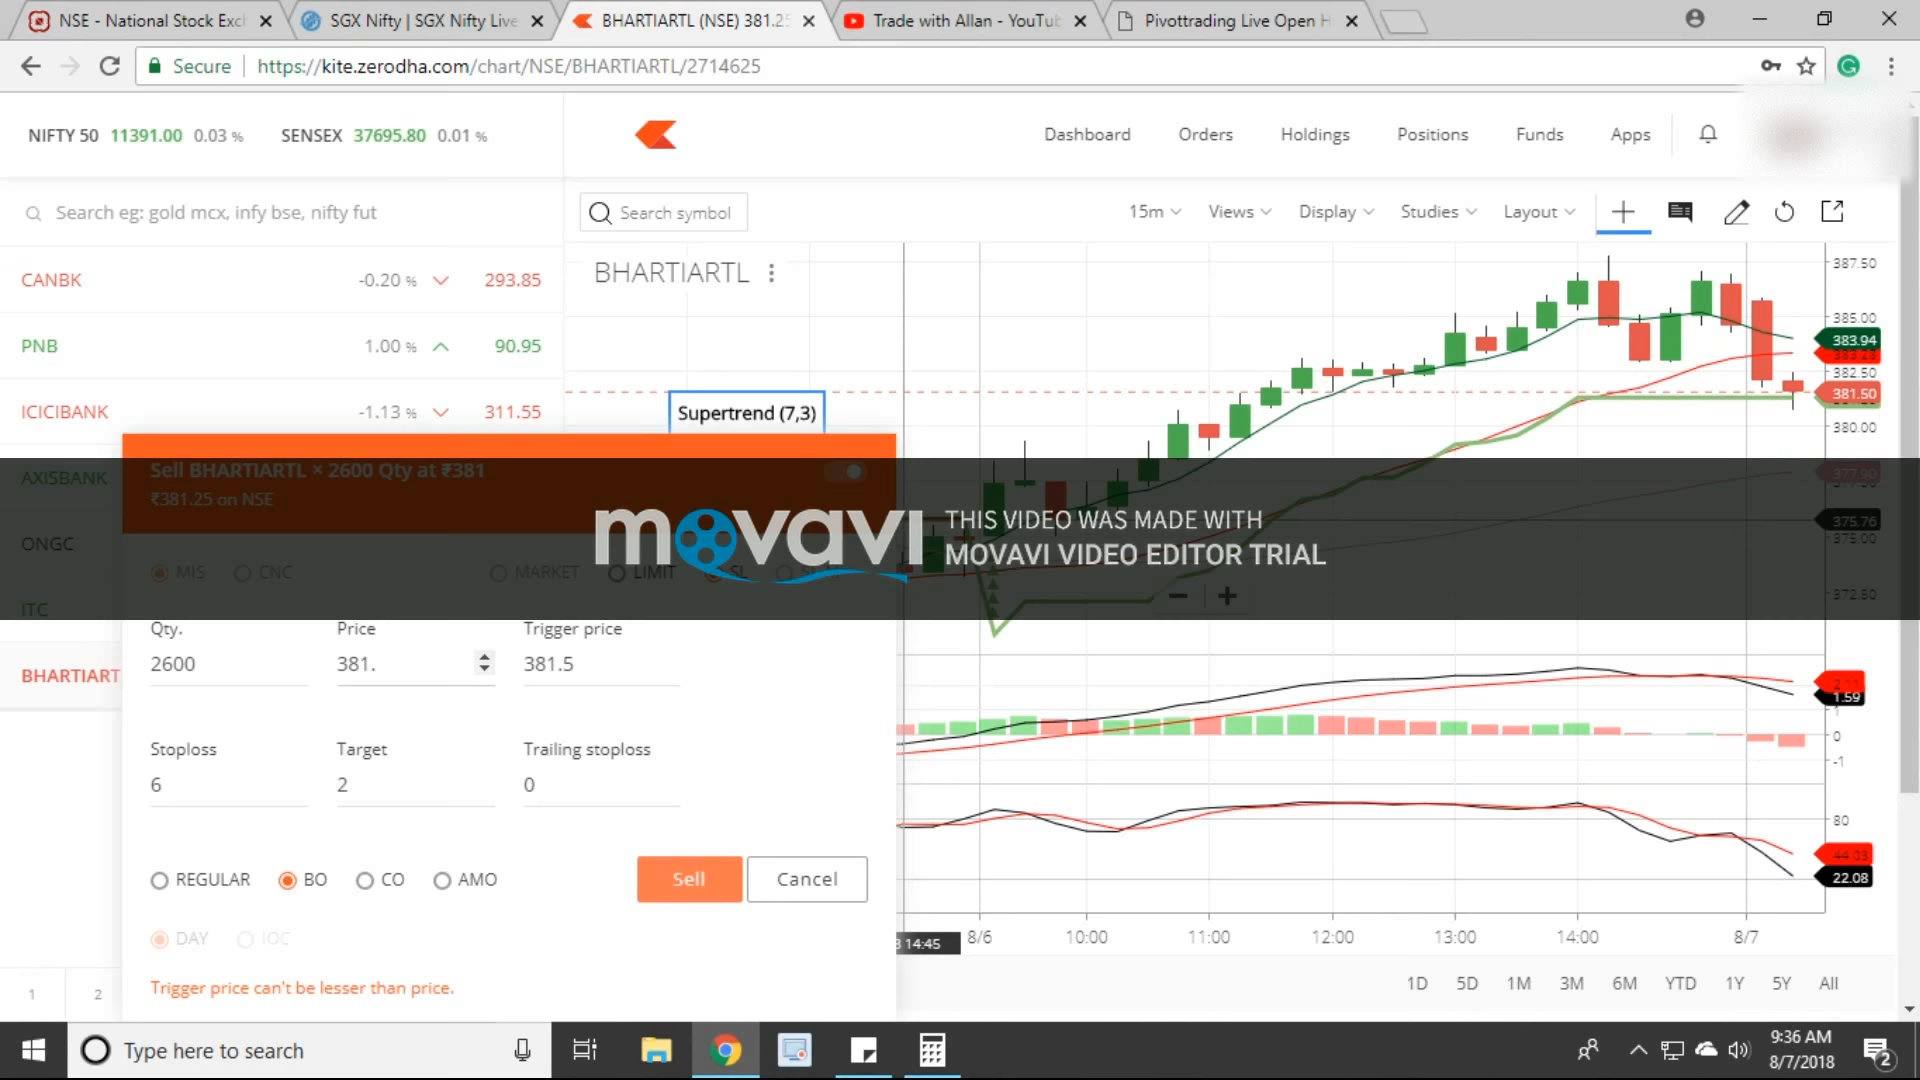 NSE - National Stock Exc
SGX Nifty | SGX Nifty Live
BHARTIARTL (NSE) 381.25
Trade with Allan - YouTub
Pivottrading Live Open H
Secure
https://kite.zerodha.com/chart/NSE/BHARTIARTL/2714625
NIFTY 50 11391.00 0.03 %
SENSEX 37695.80 0.01 %
Dashboard
Orders
Holdings
Positions
Funds
Apps
Search eg: gold mcx, infy bse, nifty fut
Search symbol
15m
Views
Display
Studies
Layout
CANBK -0.20 % 293.85
PNB 1.00 % 90.95
ICICIBANK -1.13 % 311.55
AXISBANK
ONGC
ITC
BHARTIART
1
2
BHARTIARTL
Supertrend (7,3)
Sell BHARTIARTL × 2600 Qty at ₹381
₹381.25 on NSE
MIS
CNC
MARKET
LIMIT
SL
movavi
THIS VIDEO WAS MADE WITH
MOVAVI VIDEO EDITOR TRIAL
Qty.
Price
Trigger price
2600
381.
381.5
Stoploss
Target
Trailing stoploss
6
2
0
REGULAR
BO
CO
AMO
Sell
Cancel
DAY
IOC
Trigger price can't be lesser than price.
387.50
385.00
383.94
382.50
381.50
380.00
377.90
375.76
375.00
372.50
1.59
0
-1
80
44.03
22.08
14:45
8/6
10:00
11:00
12:00
13:00
14:00
8/7
1D
5D
1M
3M
6M
YTD
1Y
5Y
All
Type here to search
9:36 AM
8/7/2018
2